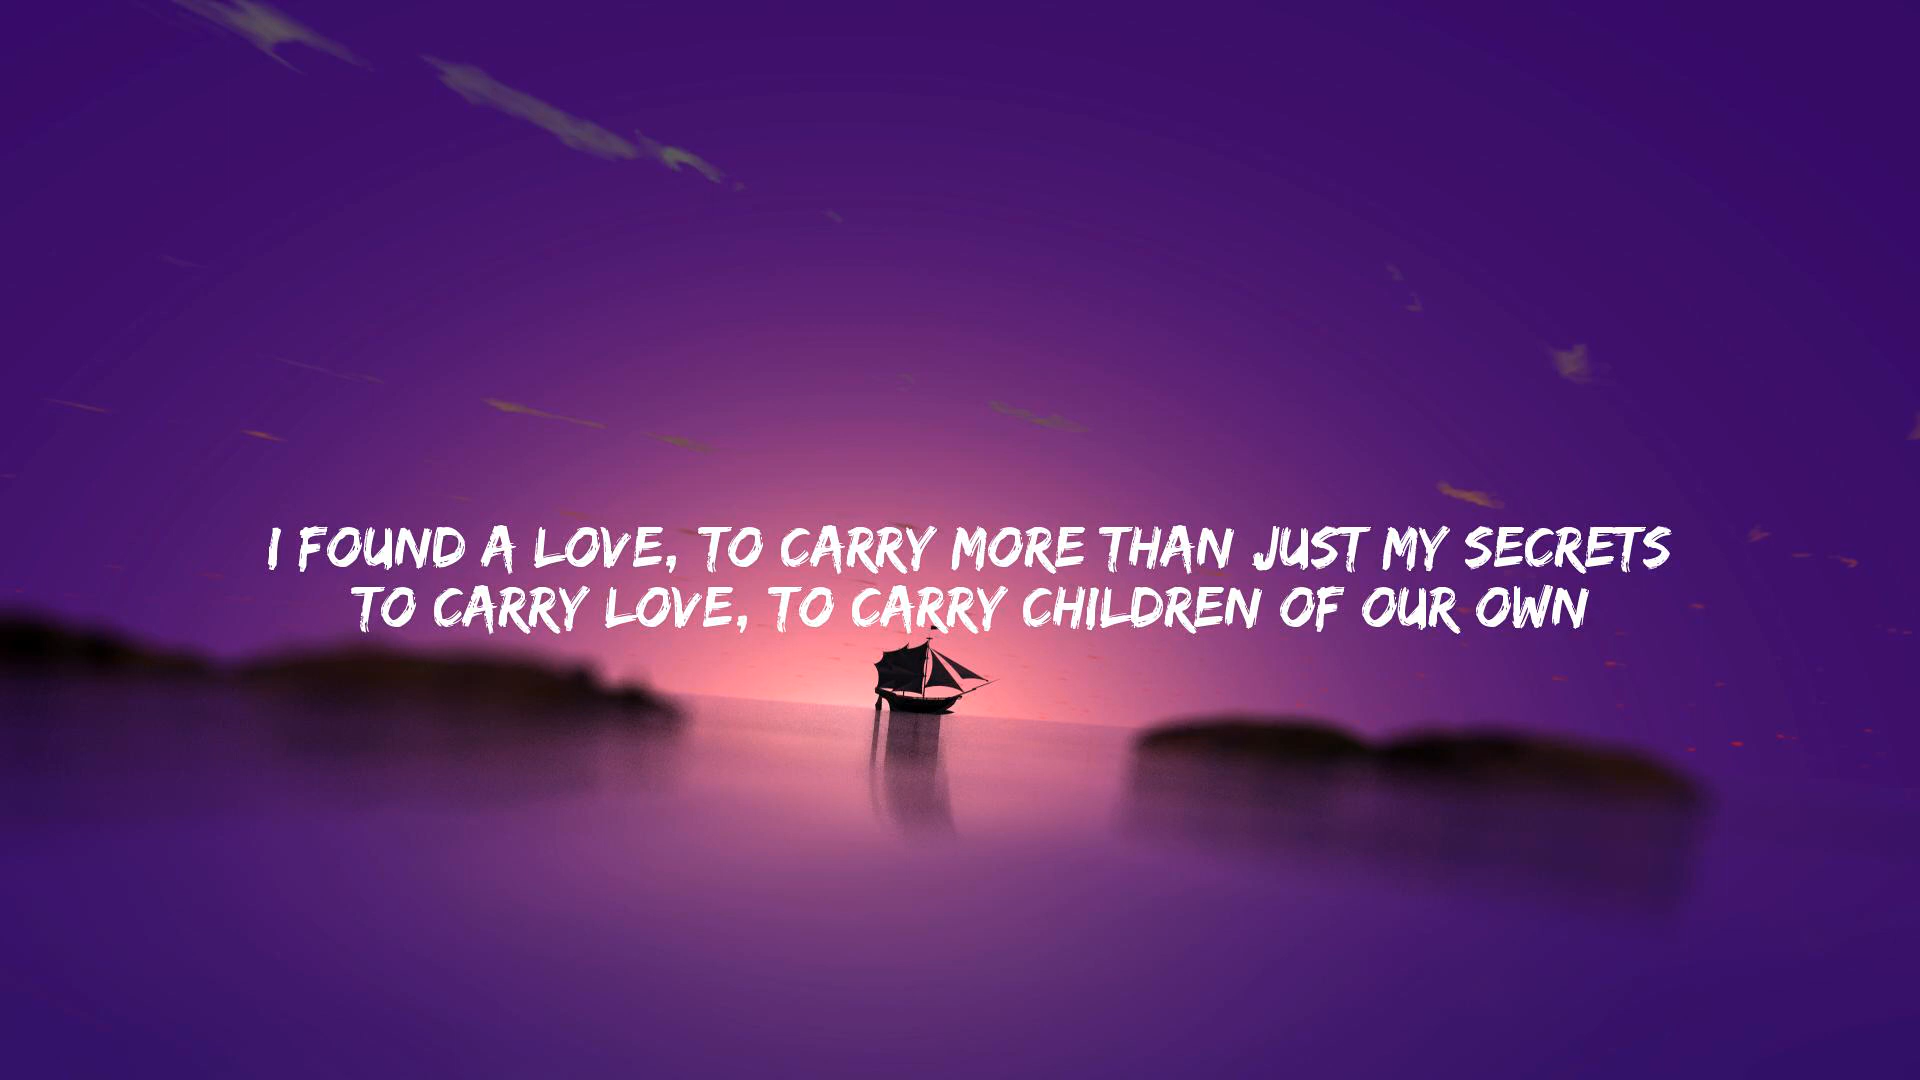 I FOUND A LOVE, TO CARRY MORE THAN JUST MY SECRETS
TO CARRY LOVE, TO CARRY CHILDREN OF OUR OWN